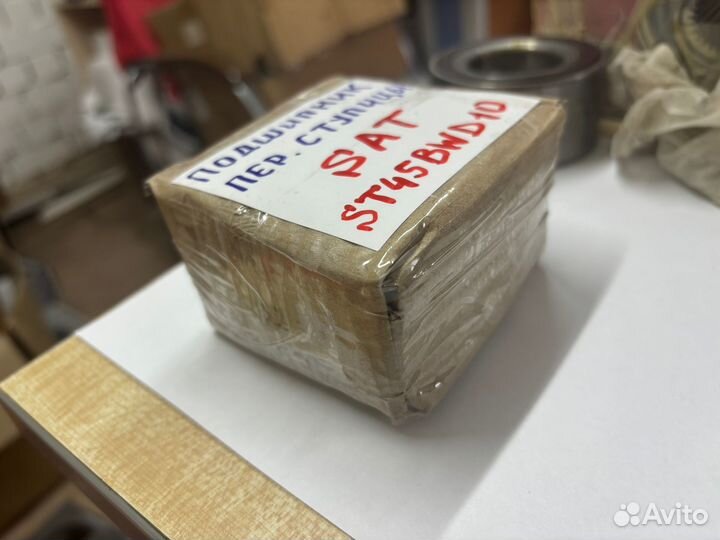 ПОДШИПНИК
ПЕР. СТУПИЦЫ
SAT
ST45BWD10
Avito